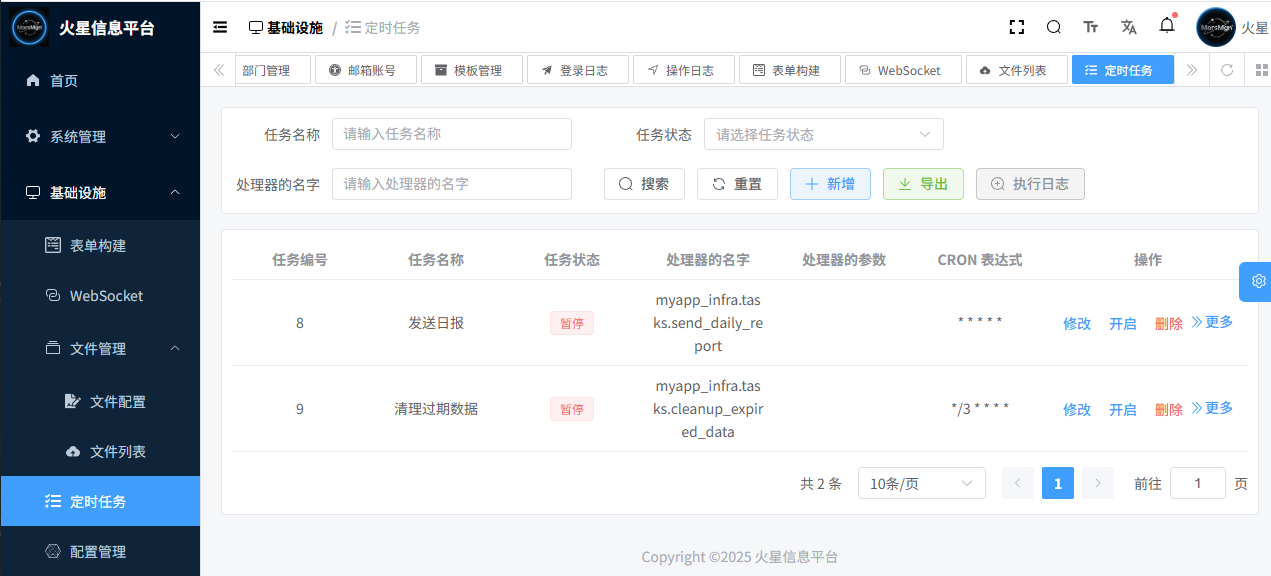 火星信息平台
首页
系统管理
基础设施
表单构建
WebSocket
文件管理
文件配置
文件列表
定时任务
配置管理
基础设施 / 定时任务
火星
部门管理 邮箱账号 模板管理 登录日志 操作日志 表单构建 WebSocket 文件列表 定时任务
任务名称 请输入任务名称 任务状态 请选择任务状态
处理器的名字 请输入处理器的名字 搜索 重置 新增 导出 执行日志
任务编号 任务名称 任务状态 处理器的名字 处理器的参数 CRON 表达式 操作
8 发送日报 暂停 myapp_infra.tas
ks.send_daily_re
port
* * * * * 修改 开启 删除 更多
9 清理过期数据 暂停 myapp_infra.tas
ks.cleanup_expir
ed_data
*/3 * * * * 修改 开启 删除 更多
共 2 条 10条/页 1 前往 1 页
Copyright ©2025 火星信息平台